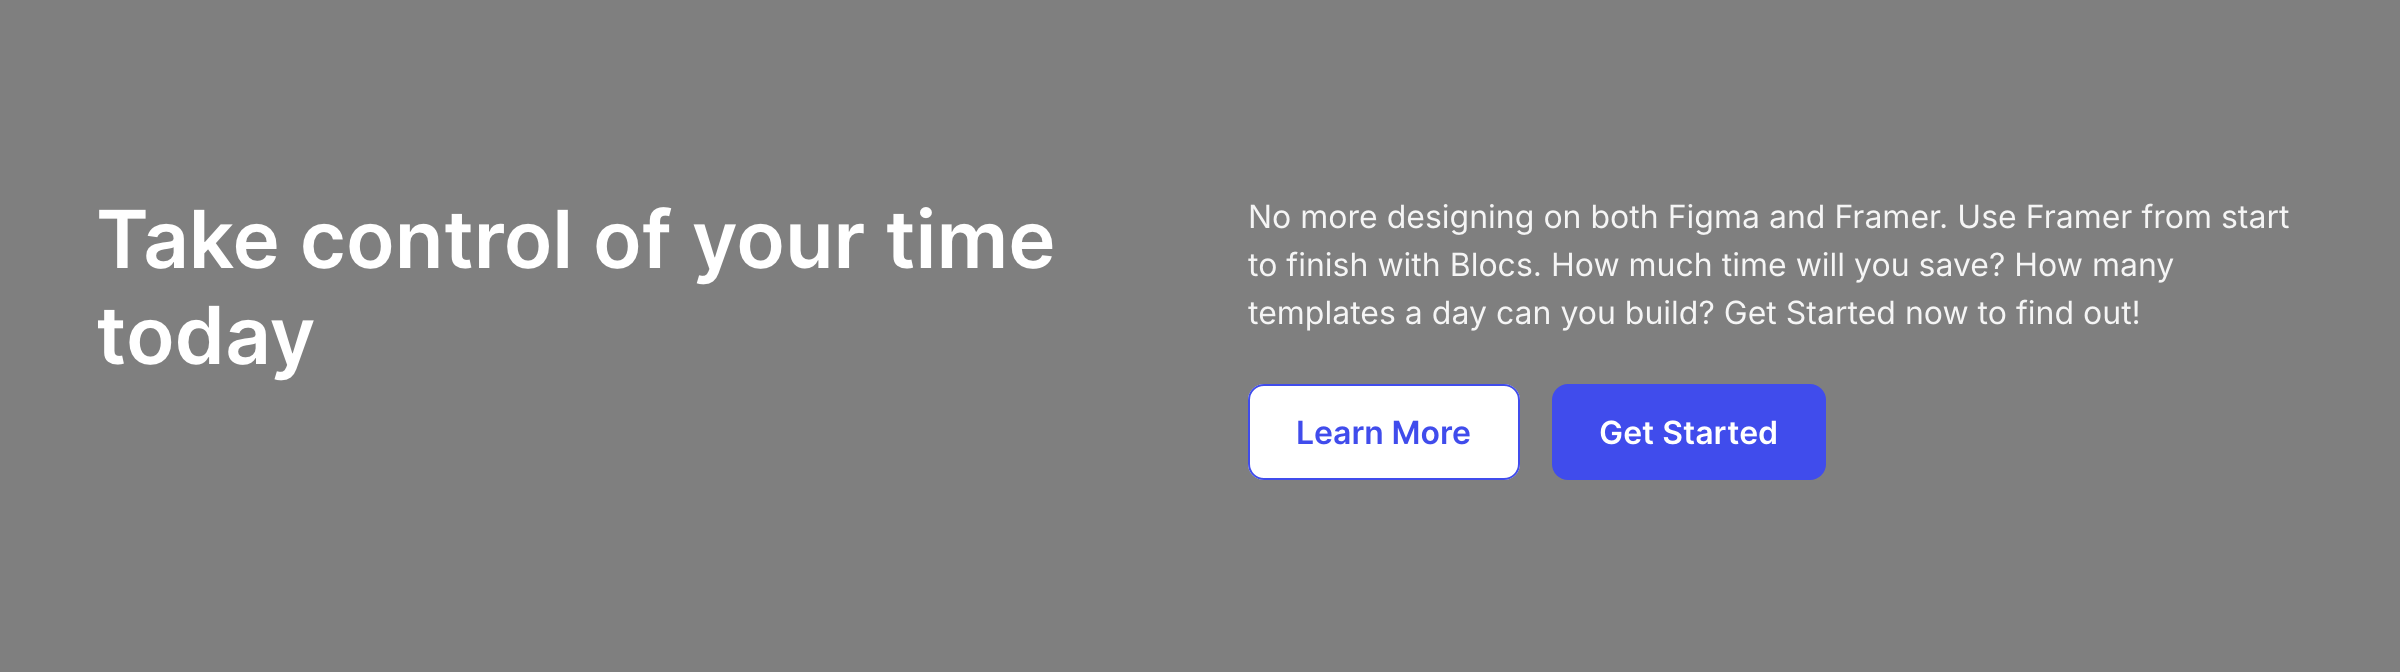 Take control of your time
today
No more designing on both Figma and Framer. Use Framer from start
to finish with Blocs. How much time will you save? How many
templates a day can you build? Get Started now to find out!
Learn More
Get Started